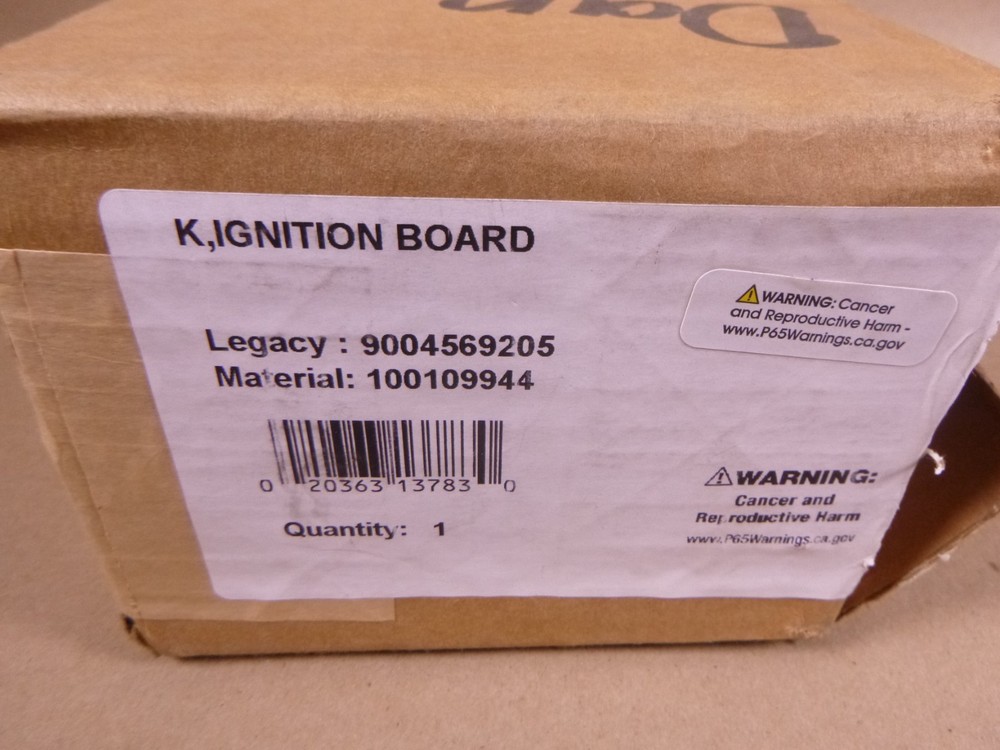 Dan
K,IGNITION BOARD
WARNING: Cancer
and Reproductive Harm -
www.P65Warnings.ca.gov
Legacy : 9004569205
Material: 100109944
0 20363 13783 0
Quantity: 1
WARNING:
Cancer and
Reproductive Harm
www.P65Warnings.ca.gov